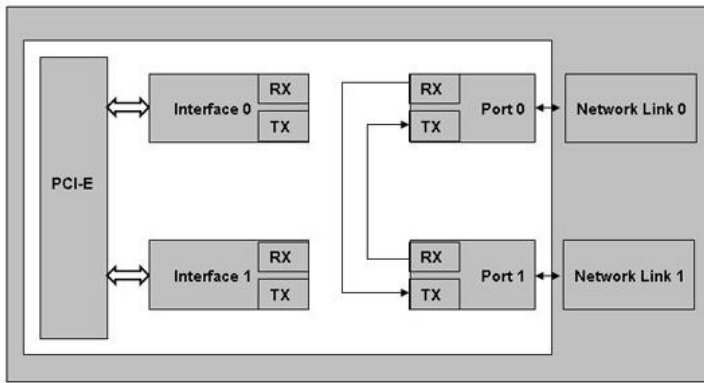 PCI-E
Interface 0
RX
TX
RX
TX
Port 0
Network Link 0
Interface 1
RX
TX
RX
TX
Port 1
Network Link 1